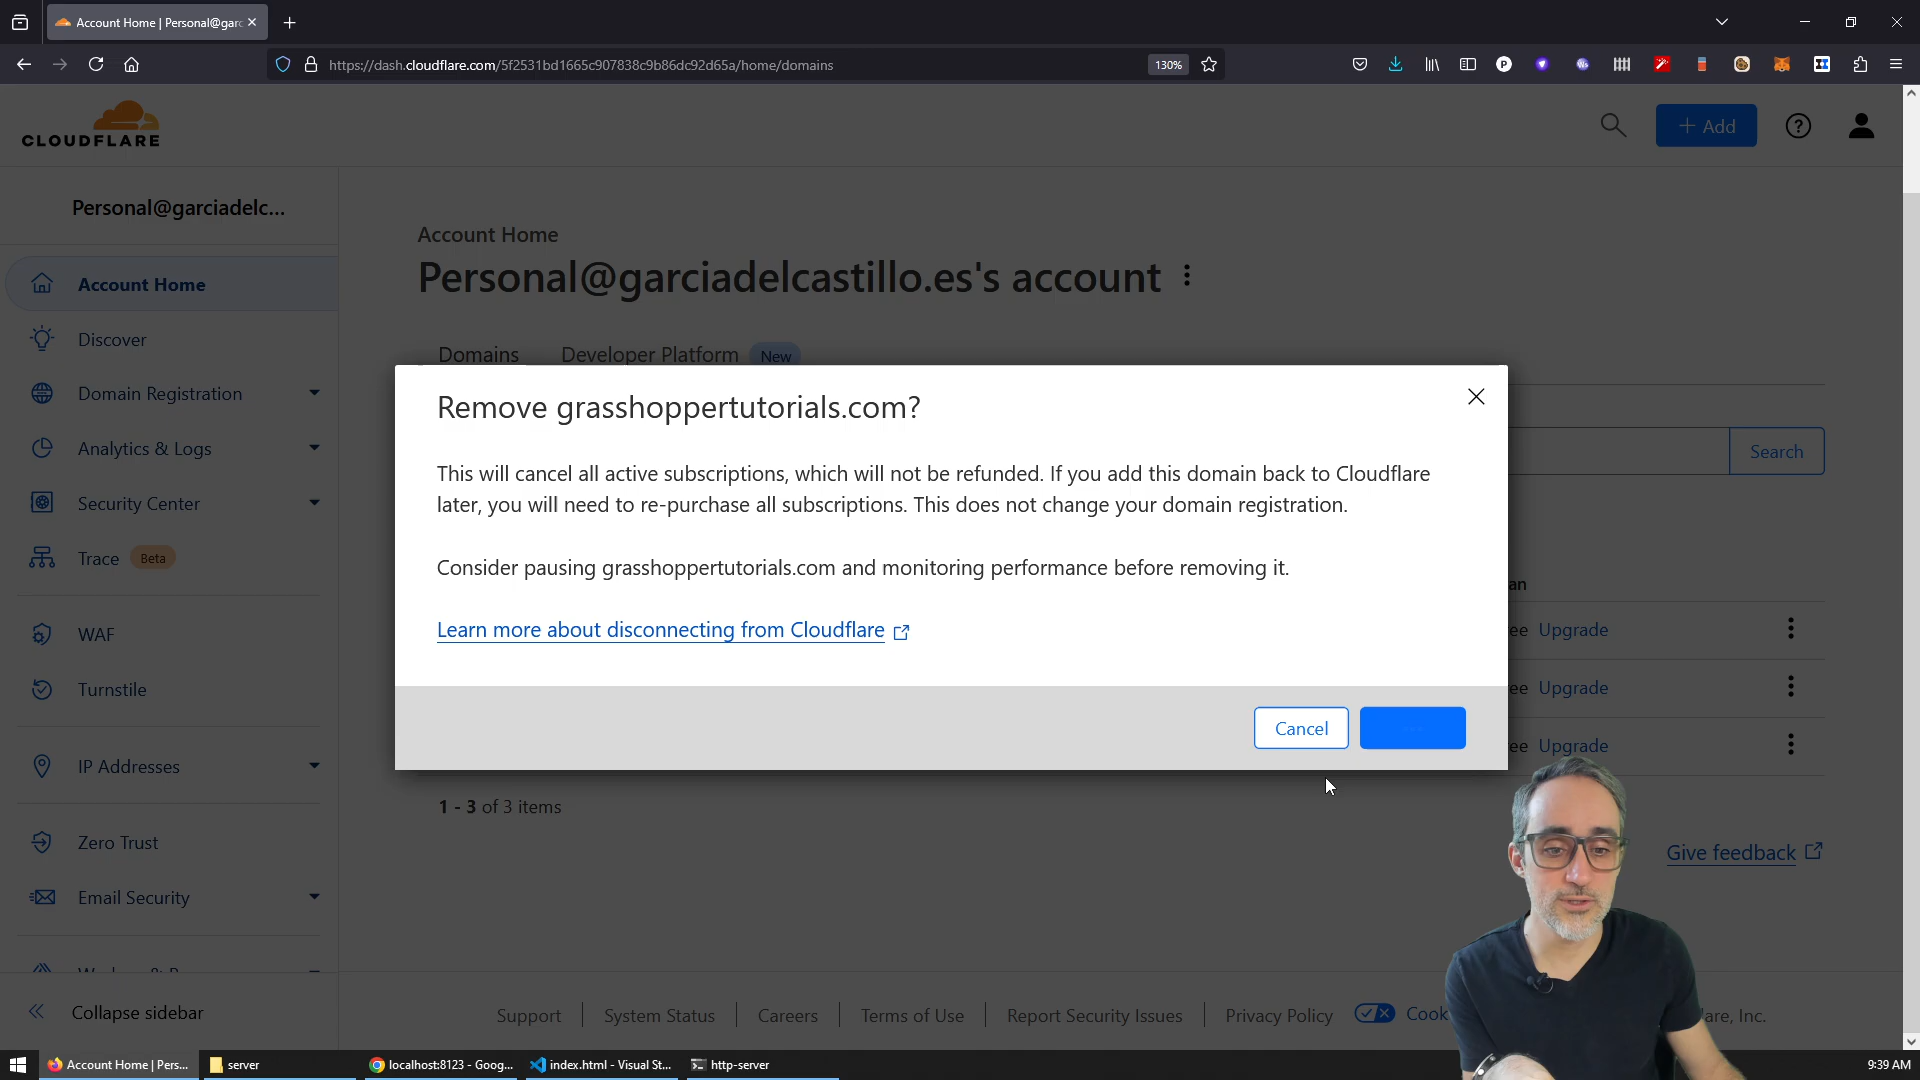 Account Home | Personal@garc
https://dash.cloudflare.com/5f2531bd1665c907838c9b86dc92d65a/home/domains
130%
CLOUDFLARE
+ Add
Personal@garciadelc...
Account Home
Discover
Domain Registration
Analytics & Logs
Security Center
Trace Beta
WAF
Turnstile
IP Addresses
Zero Trust
Email Security
Collapse sidebar
Account Home
Personal@garciadelcastillo.es's account
Domains Developer Platform New
Search
Remove grasshoppertutorials.com?
This will cancel all active subscriptions, which will not be refunded. If you add this domain back to Cloudflare
later, you will need to re-purchase all subscriptions. This does not change your domain registration.
Consider pausing grasshoppertutorials.com and monitoring performance before removing it.
Learn more about disconnecting from Cloudflare
Cancel
an
ee Upgrade
ee Upgrade
ee Upgrade
1 - 3 of 3 items
Give feedback
Support System Status Careers Terms of Use Report Security Issues Privacy Policy Cook lare, Inc.
Account Home | Pers... server localhost:8123 - Goog... index.html - Visual St... http-server 9:39 AM